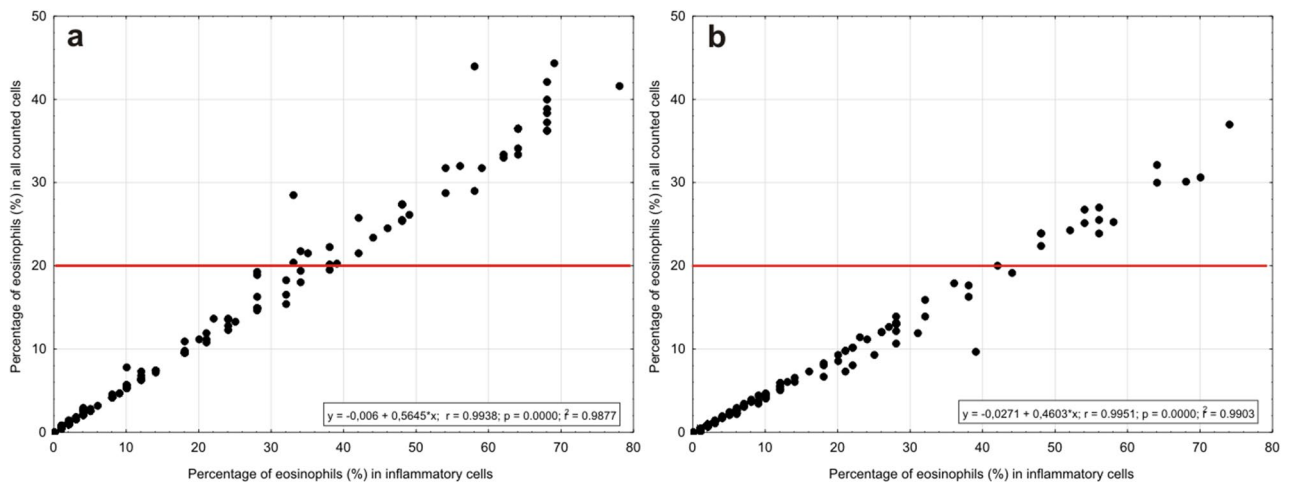 a
Percentage of eosinophils (%) in all counted cells
50
40
30
20
10
0
y = -0,006 + 0,5645*x; r = 0.9938; p = 0.0000; r̂² = 0.9877
0 10 20 30 40 50 60 70 80
Percentage of eosinophils (%) in inflammatory cells
b
Percentage of eosinophils (%) in all counted cells
50
40
30
20
10
0
y = -0,0271 + 0,4603*x; r = 0.9951; p = 0.0000; r̂² = 0.9903
0 10 20 30 40 50 60 70 80
Percentage of eosinophils (%) in inflammatory cells